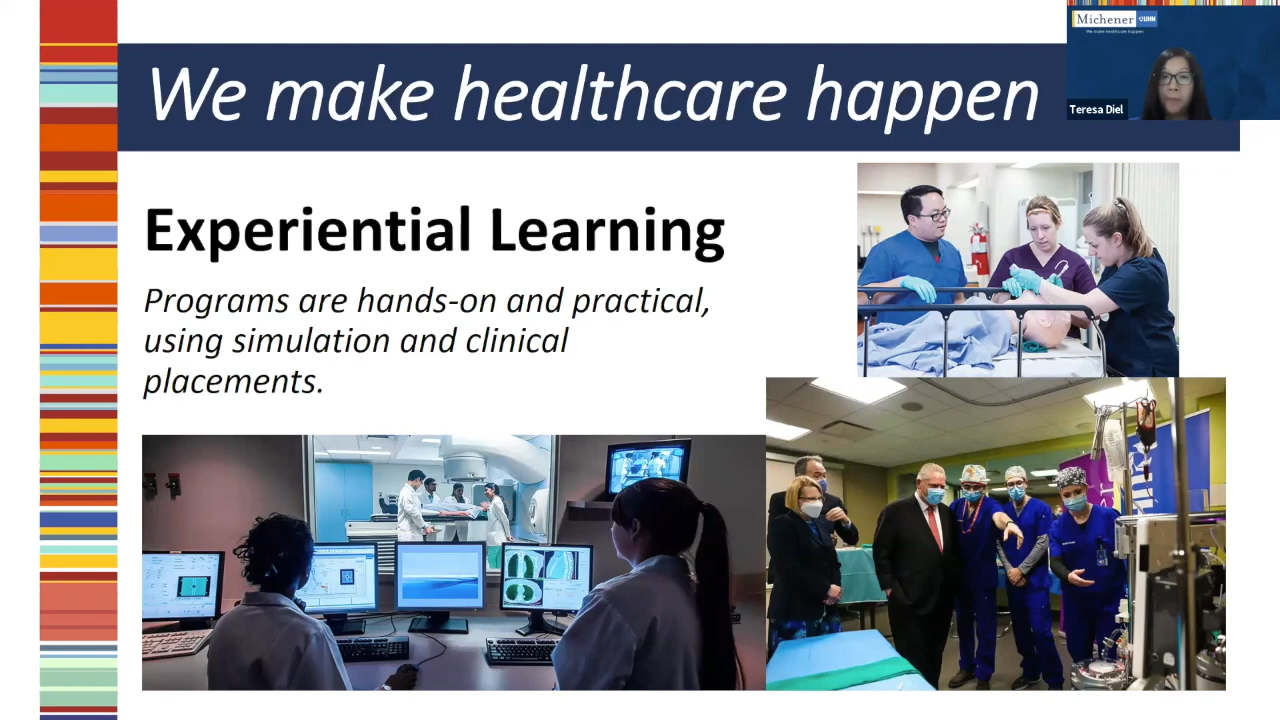 We make healthcare happen
Michener UHN
We make healthcare happen
Teresa Diel
Experiential Learning
Programs are hands-on and practical,
using simulation and clinical
placements.